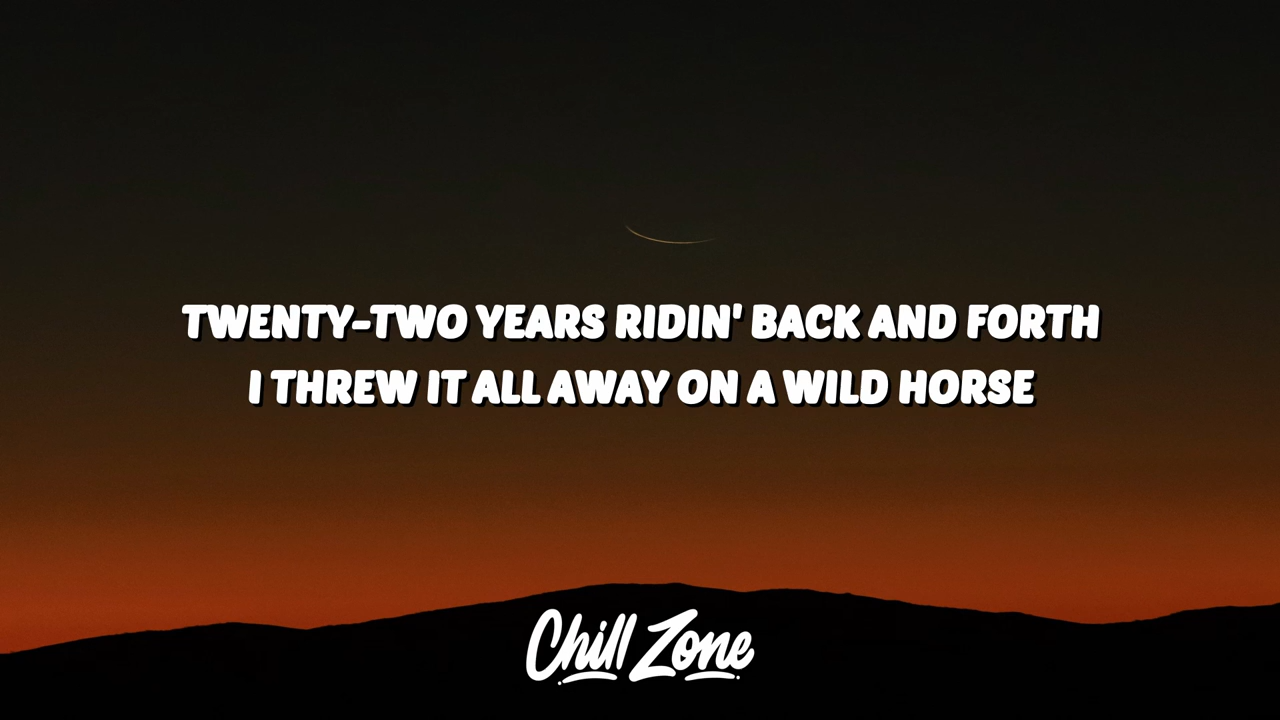 TWENTY-TWO YEARS RIDIN' BACK AND FORTH
I THREW IT ALL AWAY ON A WILD HORSE
Chill Zone